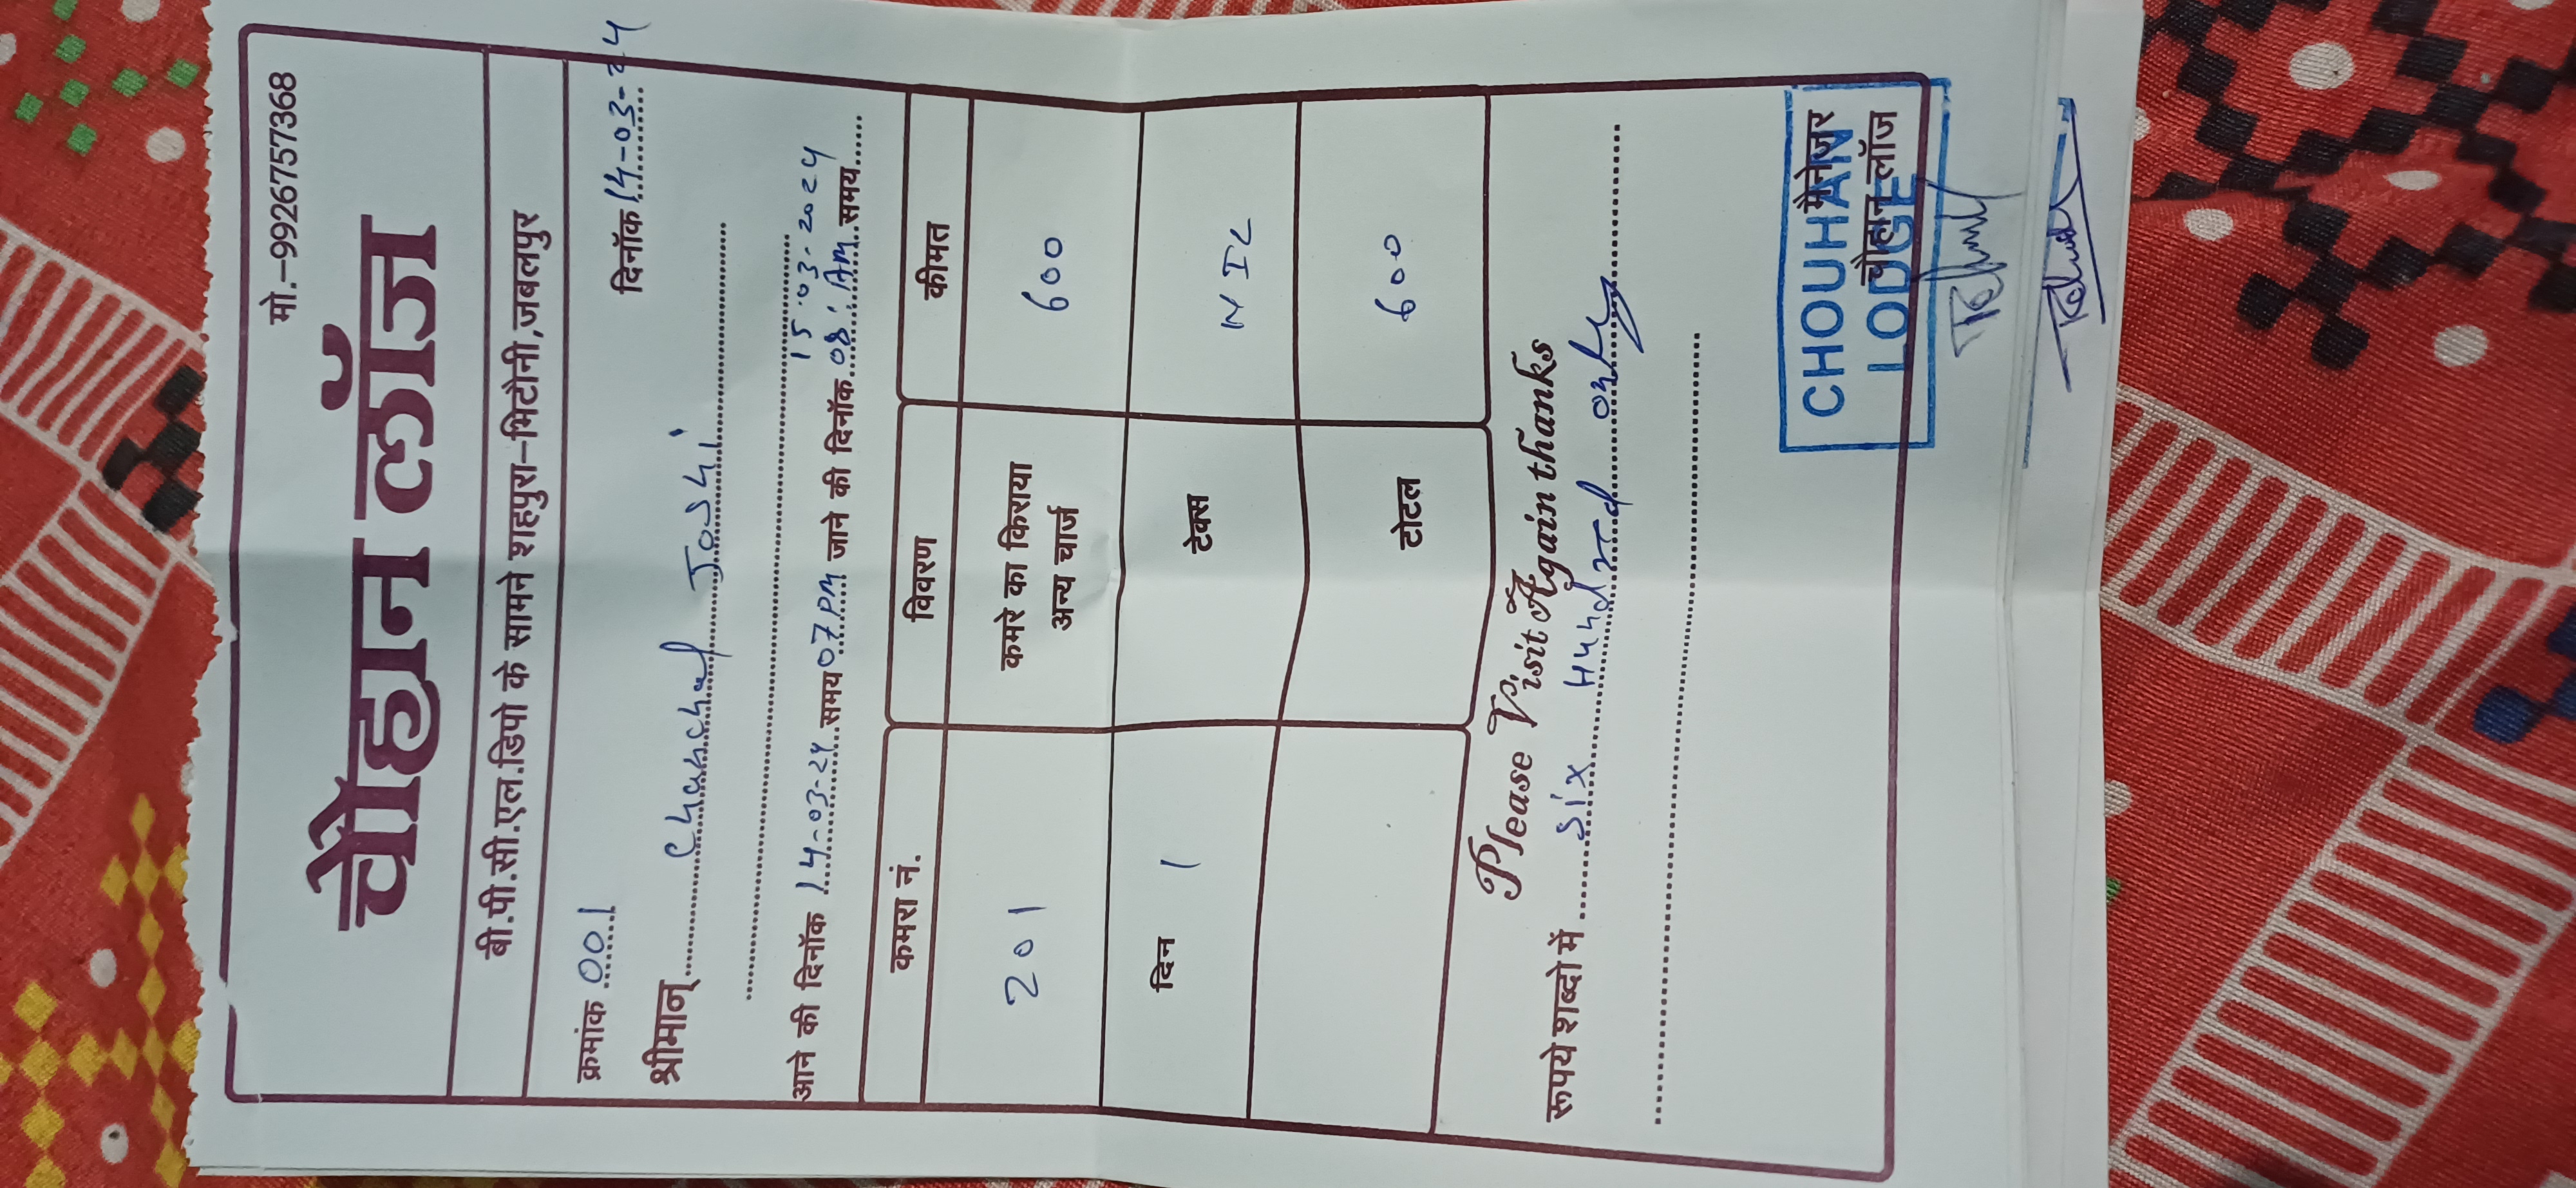 मो.–9926757368
चौहान लॉज
बी.पी.सी.एल.डिपो के सामने शहपुरा–भिटौनी, जबलपुर
क्रमांक 001 दिनॉक 14-03-24
श्रीमान् Chanchal Joshi
15.03-2024
आने की दिनॉक 14-03-24 समय 07 PM जाने की दिनॉक 08: AM समय
कमरा नं. विवरण कीमत
201 कमरे का किराया अन्य चार्ज 600
दिन 1 टेक्स NIL
टोटल 600
Please Visit Again thanks
रूपये शब्दो में Six Hundred only
मैनेजर
चौहान लॉज
CHOUHAN
LODGE